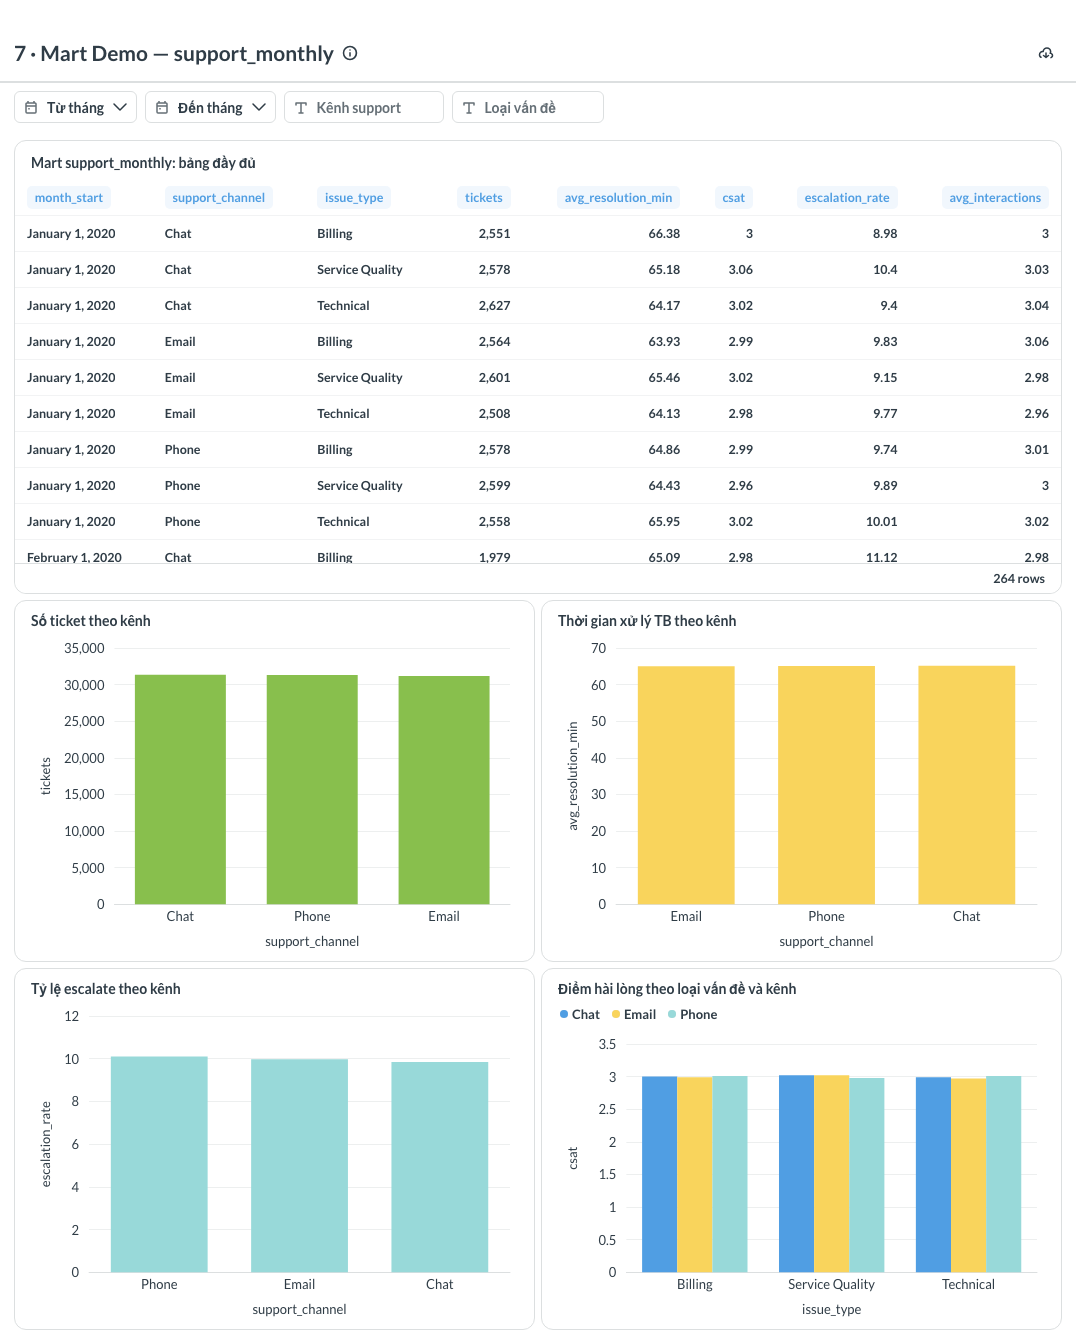 7 · Mart Demo — support_monthly
Từ tháng Đến tháng Kênh support Loại vấn đề
Mart support_monthly: bảng đầy đủ
month_start support_channel issue_type tickets avg_resolution_min csat escalation_rate avg_interactions
January 1, 2020 Chat Billing 2,551 66.38 3 8.98 3
January 1, 2020 Chat Service Quality 2,578 65.18 3.06 10.4 3.03
January 1, 2020 Chat Technical 2,627 64.17 3.02 9.4 3.04
January 1, 2020 Email Billing 2,564 63.93 2.99 9.83 3.06
January 1, 2020 Email Service Quality 2,601 65.46 3.02 9.15 2.98
January 1, 2020 Email Technical 2,508 64.13 2.98 9.77 2.96
January 1, 2020 Phone Billing 2,578 64.86 2.99 9.74 3.01
January 1, 2020 Phone Service Quality 2,599 64.43 2.96 9.89 3
January 1, 2020 Phone Technical 2,558 65.95 3.02 10.01 3.02
February 1, 2020 Chat Billing 1,979 65.09 2.98 11.12 2.98
264 rows
Số ticket theo kênh
35,000
30,000
25,000
20,000
15,000
10,000
5,000
0
tickets
Chat Phone Email
support_channel
Thời gian xử lý TB theo kênh
70
60
50
40
30
20
10
0
avg_resolution_min
Email Phone Chat
support_channel
Tỷ lệ escalate theo kênh
12
10
8
6
4
2
0
escalation_rate
Phone Email Chat
support_channel
Điểm hài lòng theo loại vấn đề và kênh
Chat Email Phone
3.5
3
2.5
2
1.5
1
0.5
0
csat
Billing Service Quality Technical
issue_type